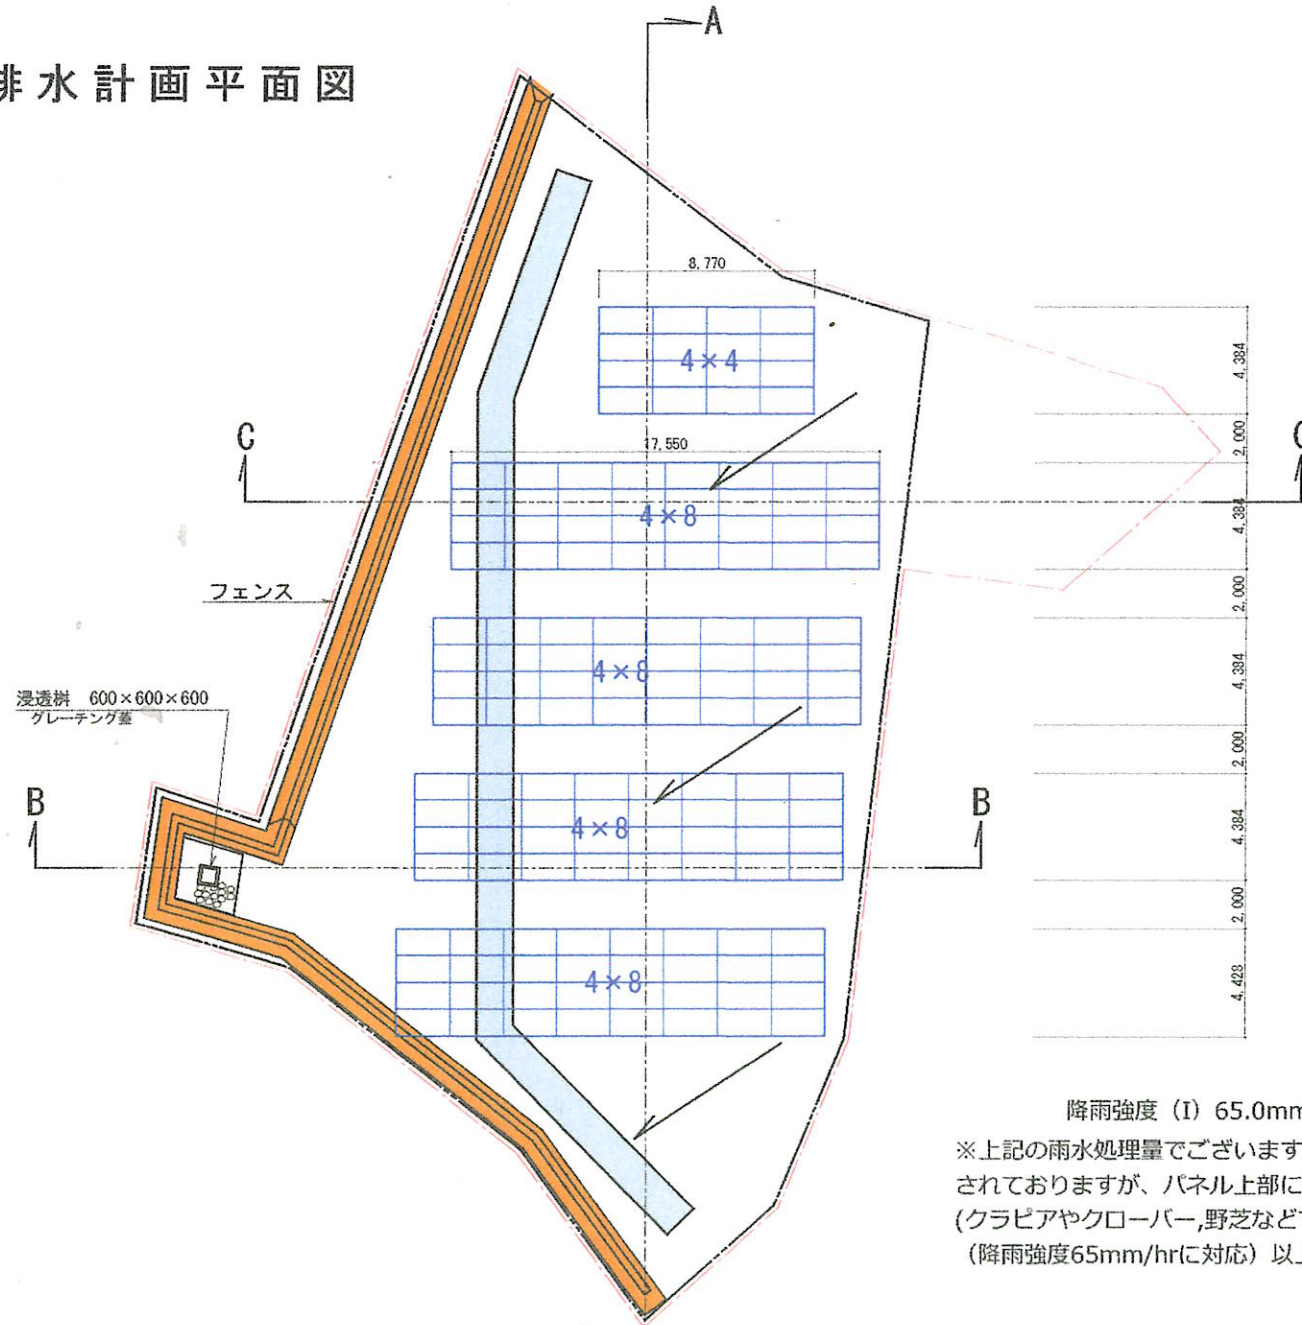 排水計画平面図
A
8,770
4×4
4,384
2,000
C
C
17,550
4×8
4,384
2,000
フェンス
4×8
4,384
2,000
浸透桝 600×600×600
グレーチング蓋
B
B
4×8
4,384
2,000
4×8
4,428
降雨強度（I）65.0mm
※上記の雨水処理量でございます
されておりますが、パネル上部に
(クラピアやクローバー,野芝など
（降雨強度65mm/hrに対応）以上